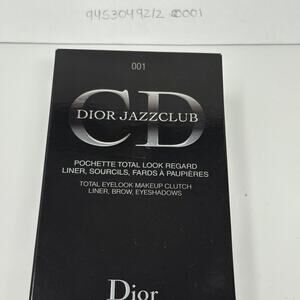 9453049212 00001
001
CD
DIOR JAZZCLUB
POCHETTE TOTAL LOOK REGARD
LINER, SOURCILS, FARDS À PAUPIÈRES
TOTAL EYELOOK MAKEUP CLUTCH
LINER, BROW, EYESHADOWS
Dior